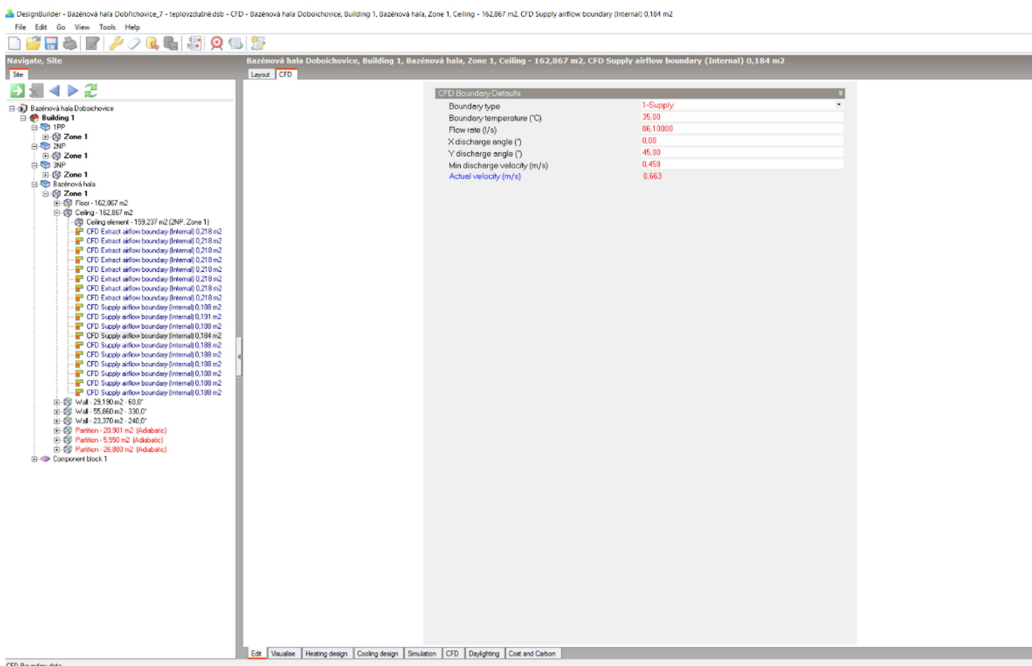 DesignBuilder - Bazénová hala Dobřichovice_7 - teplovzdušné.dsb - CFD - Bazénová hala Doboichovice, Building 1, Bazénová hala, Zone 1, Ceiling - 162,867 m2, CFD Supply airflow boundary (Internal) 0,184 m2
File Edit Go View Tools Help
Navigate, Site
Bazénová hala Doboichovice, Building 1, Bazénová hala, Zone 1, Ceiling - 162,867 m2, CFD Supply airflow boundary (Internal) 0,184 m2
Site
Layout CFD
CFD Boundary Defaults
Boundary type 1-Supply
Boundary temperature (°C) 35,00
Flow rate (l/s) 86,10000
X discharge angle (°) 0,00
Y discharge angle (°) 45,00
Min discharge velocity (m/s) 0,458
Actual velocity (m/s) 0,663
Bazénová hala Doboichovice
Building 1
1PP
Zone 1
2NP
Zone 1
3NP
Zone 1
Bazénová hala
Zone 1
Floor - 162,867 m2
Ceiling - 162,867 m2
Ceiling element - 159,237 m2 (2NP, Zone 1)
CFD Extract airflow boundary (Internal) 0,218 m2
CFD Extract airflow boundary (Internal) 0,218 m2
CFD Extract airflow boundary (Internal) 0,218 m2
CFD Extract airflow boundary (Internal) 0,218 m2
CFD Extract airflow boundary (Internal) 0,218 m2
CFD Extract airflow boundary (Internal) 0,218 m2
CFD Extract airflow boundary (Internal) 0,218 m2
CFD Extract airflow boundary (Internal) 0,218 m2
CFD Supply airflow boundary (Internal) 0,188 m2
CFD Supply airflow boundary (Internal) 0,191 m2
CFD Supply airflow boundary (Internal) 0,188 m2
CFD Supply airflow boundary (Internal) 0,184 m2
CFD Supply airflow boundary (Internal) 0,188 m2
CFD Supply airflow boundary (Internal) 0,188 m2
CFD Supply airflow boundary (Internal) 0,188 m2
CFD Supply airflow boundary (Internal) 0,188 m2
CFD Supply airflow boundary (Internal) 0,188 m2
CFD Supply airflow boundary (Internal) 0,188 m2
Wall - 29,190 m2 - 60,0°
Wall - 55,860 m2 - 330,0°
Wall - 23,370 m2 - 240,0°
Partition - 28,981 m2 (Adiabatic)
Partition - 5,550 m2 (Adiabatic)
Partition - 26,880 m2 (Adiabatic)
Component block 1
Edit Visualise Heating design Cooling design Simulation CFD Daylighting Cost and Carbon
CFD Boundary data